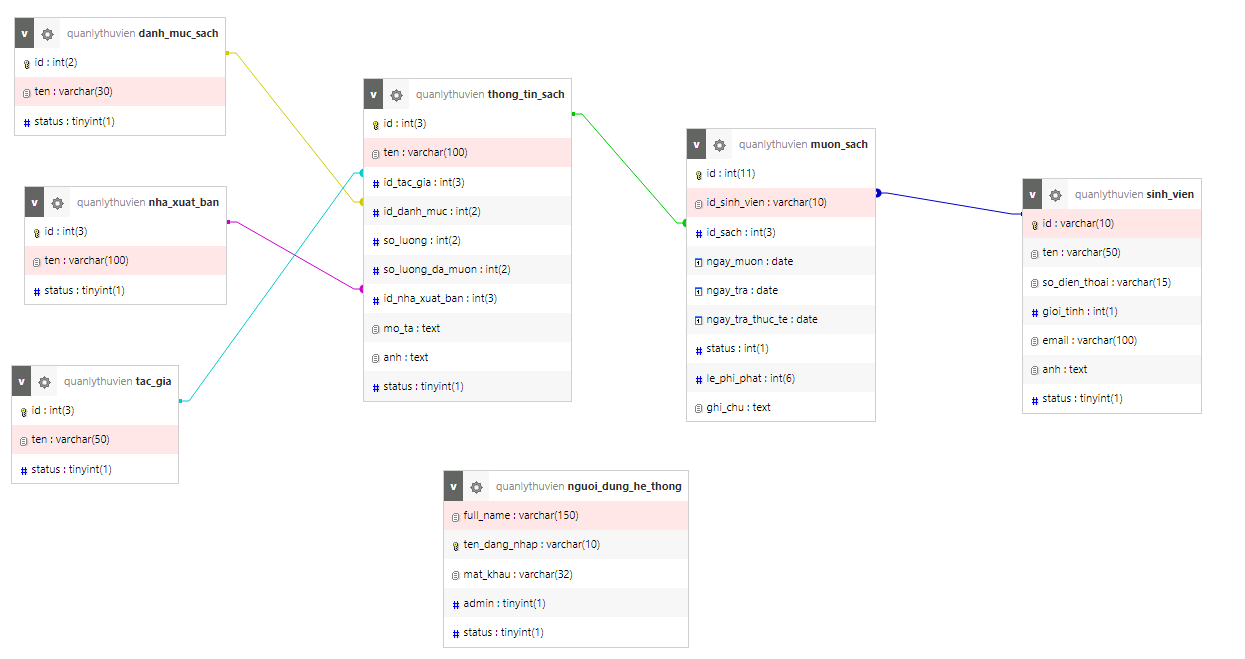 v quanlythuvien danh_muc_sach
id : int(2)
ten : varchar(30)
# status : tinyint(1)
v quanlythuvien nha_xuat_ban
id : int(3)
ten : varchar(100)
# status : tinyint(1)
v quanlythuvien tac_gia
id : int(3)
ten : varchar(50)
# status : tinyint(1)
v quanlythuvien thong_tin_sach
id : int(3)
ten : varchar(100)
# id_tac_gia : int(3)
# id_danh_muc : int(2)
# so_luong : int(2)
# so_luong_da_muon : int(2)
# id_nha_xuat_ban : int(3)
mo_ta : text
anh : text
# status : tinyint(1)
v quanlythuvien muon_sach
id : int(11)
id_sinh_vien : varchar(10)
# id_sach : int(3)
ngay_muon : date
ngay_tra : date
ngay_tra_thuc_te : date
# status : int(1)
# le_phi_phat : int(6)
ghi_chu : text
v quanlythuvien sinh_vien
id : varchar(10)
ten : varchar(50)
so_dien_thoai : varchar(15)
# gioi_tinh : int(1)
email : varchar(100)
anh : text
# status : tinyint(1)
v quanlythuvien nguoi_dung_he_thong
full_name : varchar(150)
ten_dang_nhap : varchar(10)
mat_khau : varchar(32)
# admin : tinyint(1)
# status : tinyint(1)